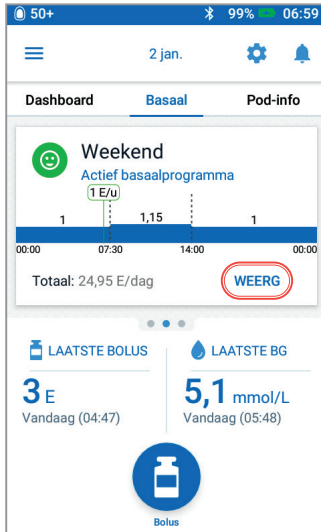 50+ 99% 06:59
2 jan.
Dashboard Basaal Pod-info
Weekend
Actief basaalprogramma
1 E/u
1 1,15 1
00:00 07:30 14:00 00:00
Totaal: 24,95 E/dag WEERG
LAATSTE BOLUS LAATSTE BG
3 E 5,1 mmol/L
Vandaag (04:47) Vandaag (05:48)
Bolus